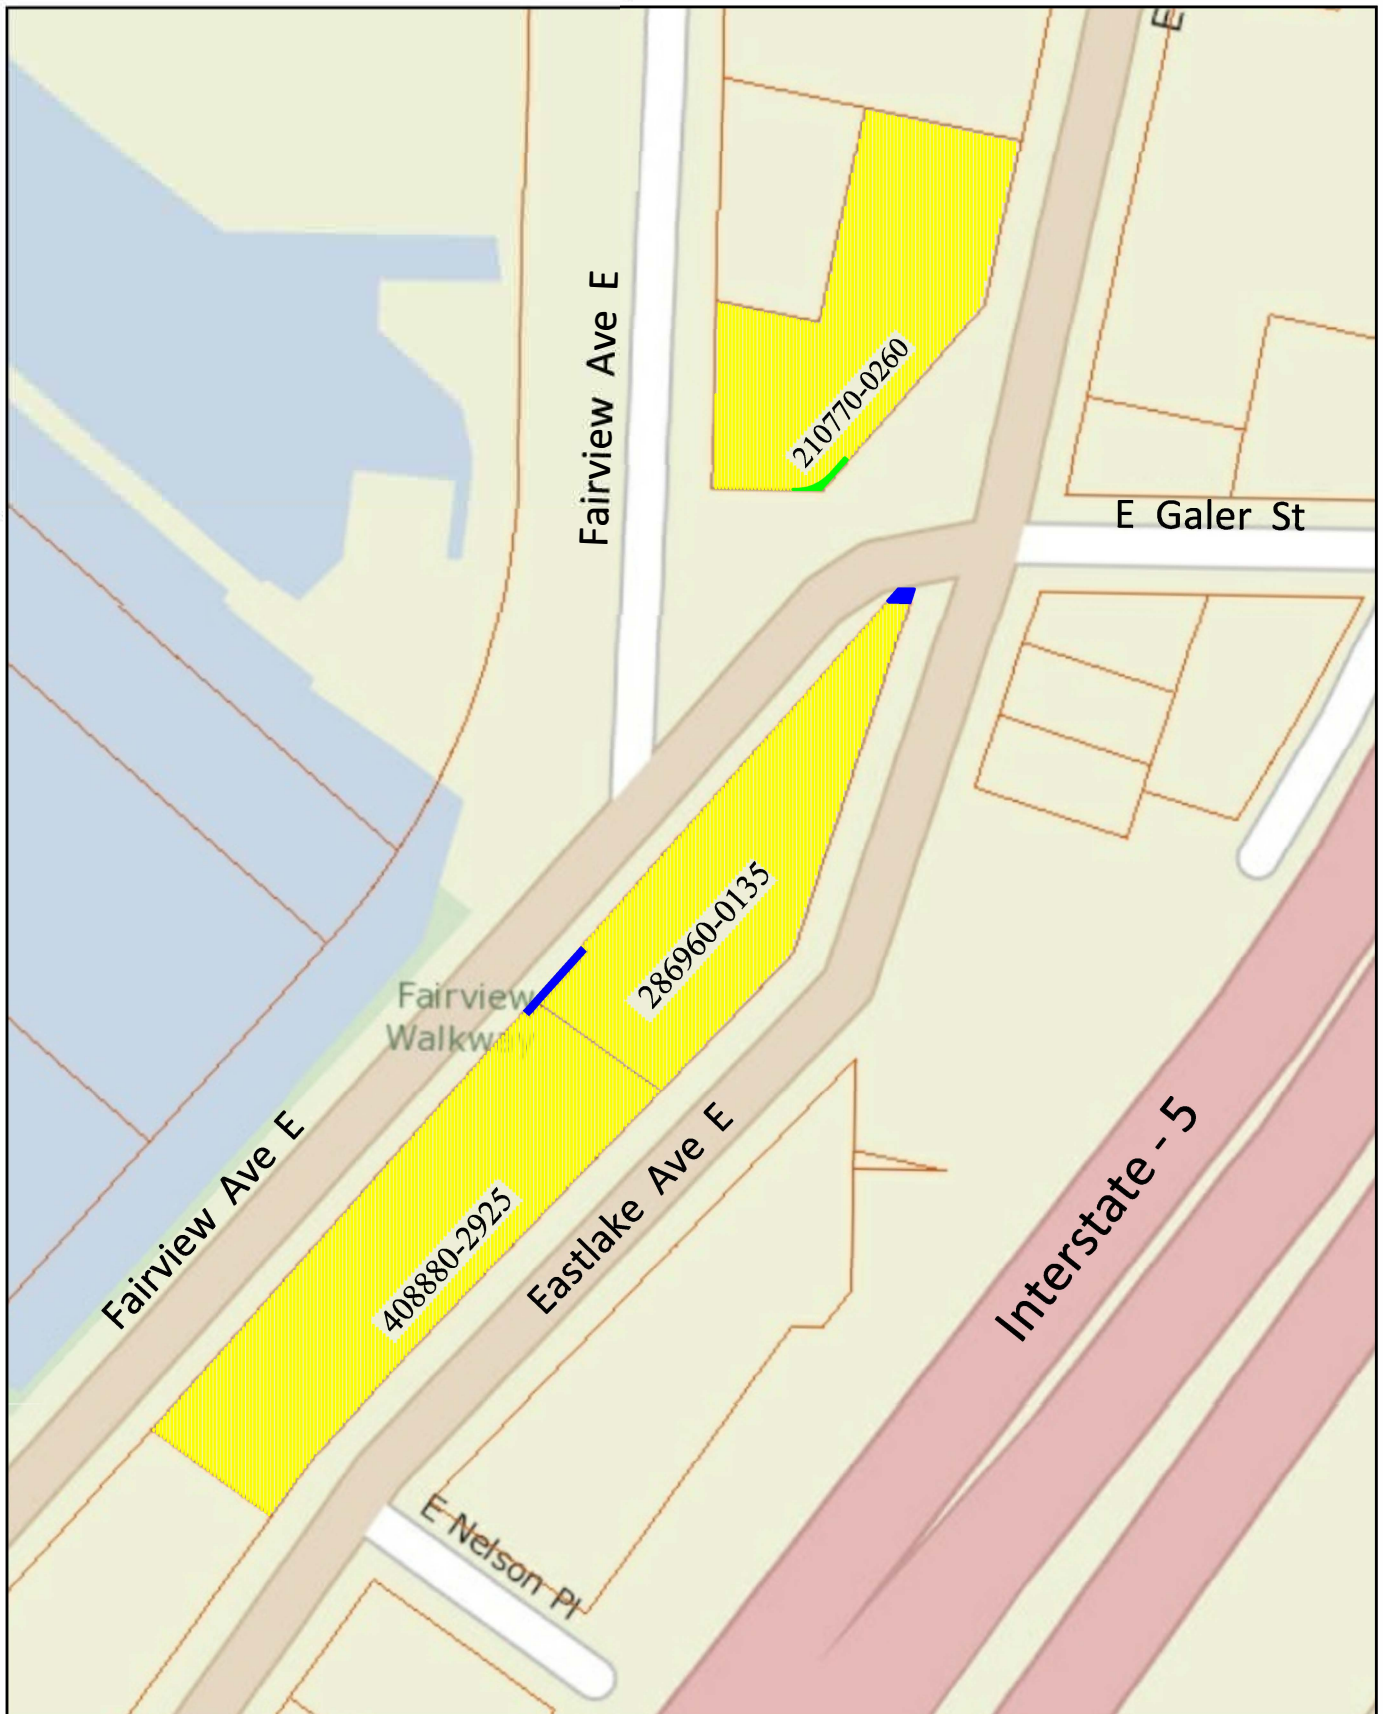 E
Fairview Ave E
210770-0260
E Galer St
286960-0135
Fairview
Walkway
Fairview Ave E
Eastlake Ave E
408880-2925
Interstate - 5
E Nelson Pl